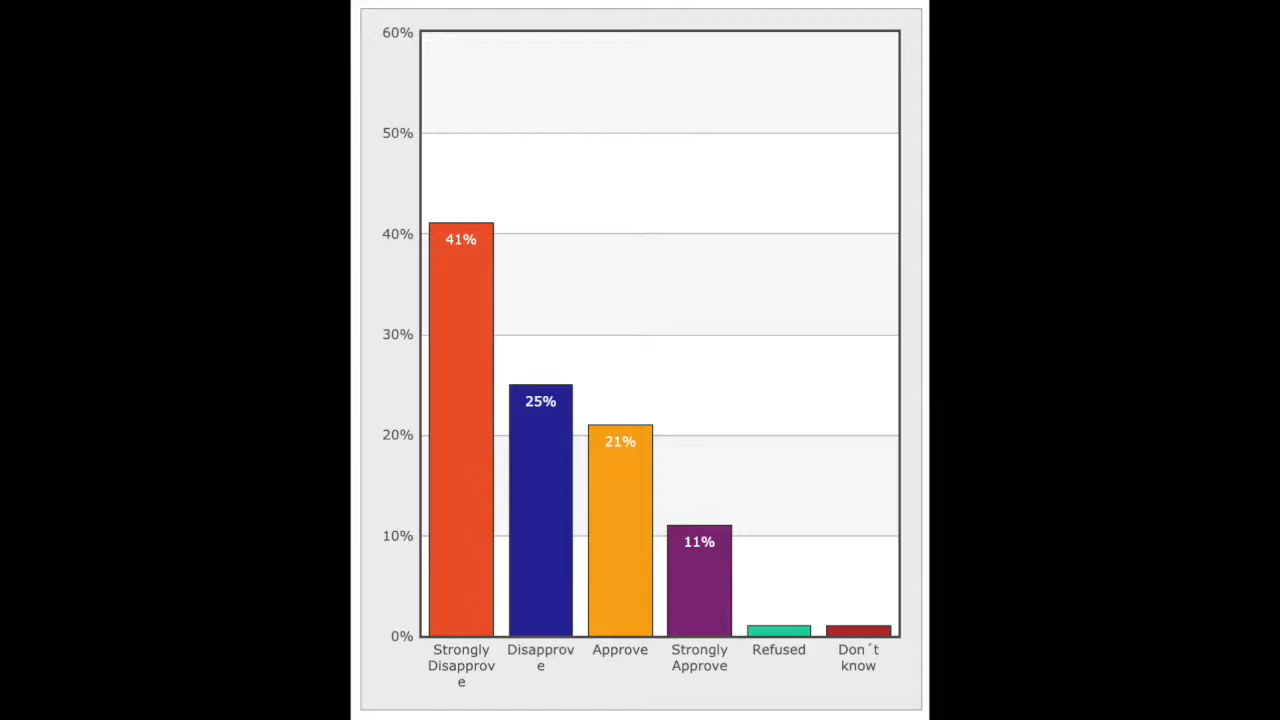 60%
50%
40%
30%
20%
10%
0%
41%
25%
21%
11%
Strongly
Disapprov
e
Disapprov
e
Approve
Strongly
Approve
Refused
Don´t
know